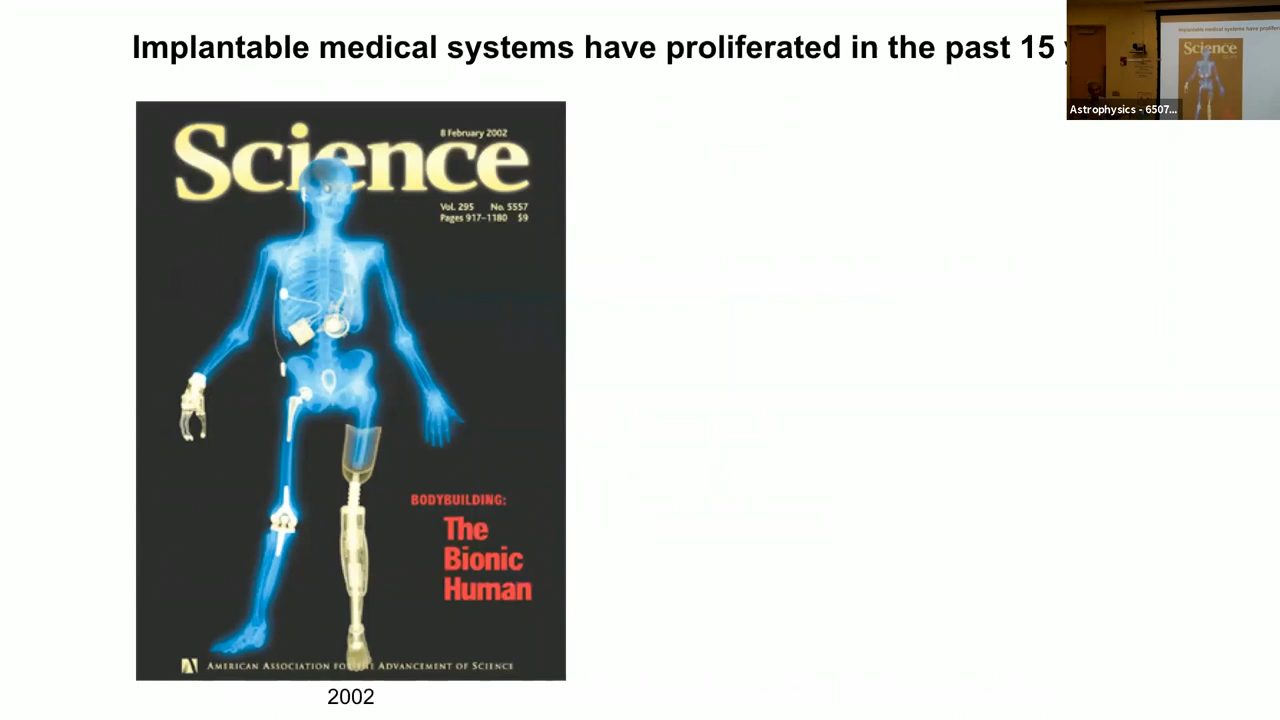 Implantable medical systems have proliferated in the past 15
Astrophysics - 6507...
8 February 2002
Science
Vol. 295 No. 5557
Pages 917–1180 $9
BODYBUILDING:
The
Bionic
Human
AMERICAN ASSOCIATION FOR THE ADVANCEMENT OF SCIENCE
2002